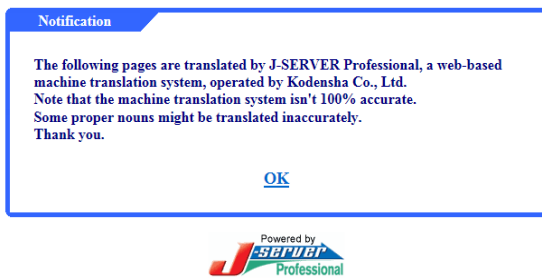 Notification
The following pages are translated by J-SERVER Professional, a web-based
machine translation system, operated by Kodensha Co., Ltd.
Note that the machine translation system isn't 100% accurate.
Some proper nouns might be translated inaccurately.
Thank you.
OK
Powered by
J-SERVER
Professional